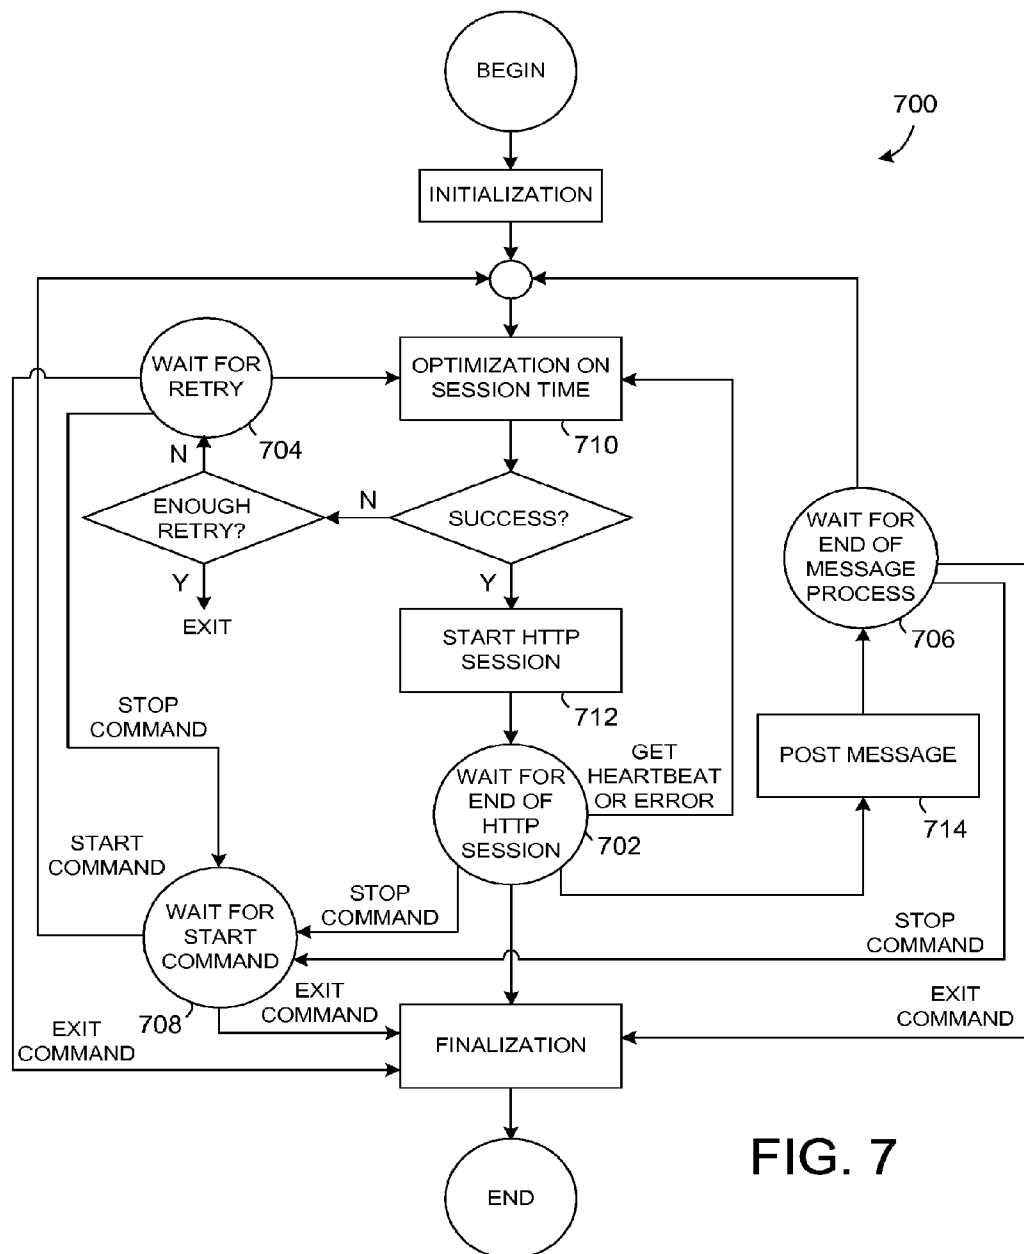 BEGIN
700
INITIALIZATION
WAIT FOR
RETRY
704
OPTIMIZATION ON
SESSION TIME
710
N
ENOUGH
RETRY?
N
SUCCESS?
Y
EXIT
Y
WAIT FOR
END OF
MESSAGE
PROCESS
706
START HTTP
SESSION
712
STOP
COMMAND
WAIT FOR
END OF
HTTP
SESSION
702
GET
HEARTBEAT
OR ERROR
POST MESSAGE
714
START
COMMAND
WAIT FOR
START
COMMAND
708
STOP
COMMAND
STOP
COMMAND
EXIT
COMMAND
EXIT
COMMAND
FINALIZATION
EXIT
COMMAND
END
FIG. 7